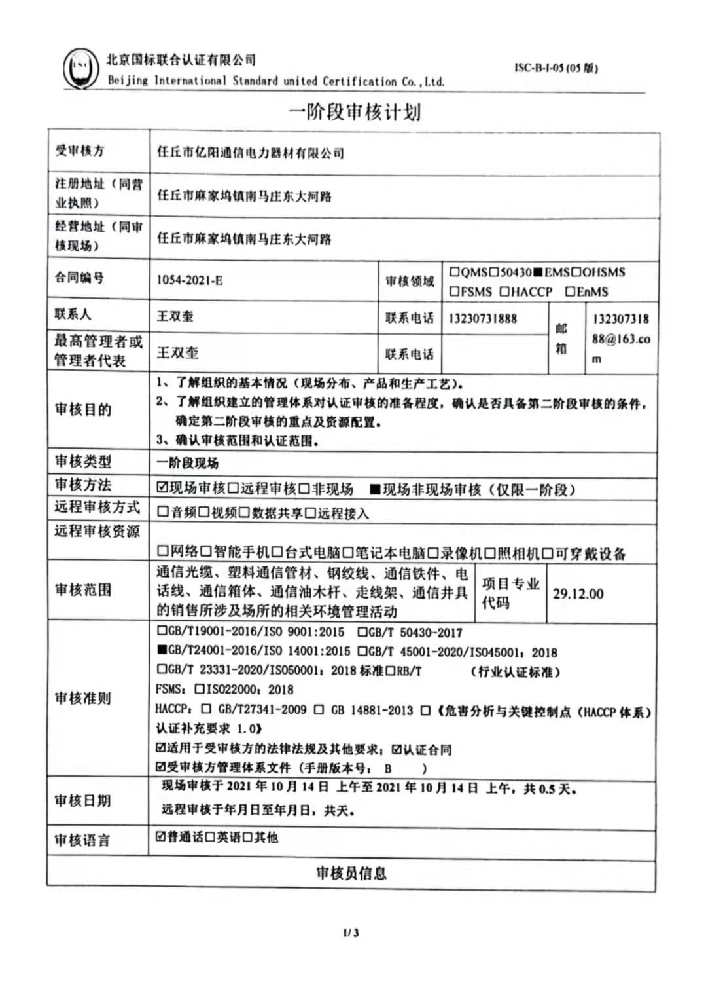 北京国标联合认证有限公司
ISC-B-I-05(05版)
Beijing International Standard united Certification Co.,Ltd.
一阶段审核计划
受审核方 任丘市亿阳通信电力器材有限公司
注册地址（同营业执照） 任丘市麻家坞镇南马庄东大河路
经营地址（同审核现场） 任丘市麻家坞镇南马庄东大河路
合同编号 1054-2021-E 审核领域 □QMS□50430■EMS□OHSMS
□FSMS □HACCP □EnMS
联系人 王双奎 联系电话 13230731888 邮箱 13230731888@163.com
最高管理者或管理者代表 王双奎 联系电话
审核目的
1、了解组织的基本情况（现场分布、产品和生产工艺）。
2、了解组织建立的管理体系对认证审核的准备程度，确认是否具备第二阶段审核的条件，
确定第二阶段审核的重点及资源配置。
3、确认审核范围和认证范围。
审核类型 一阶段现场
审核方法 ☑现场审核□远程审核□非现场 ■现场非现场审核（仅限一阶段）
远程审核方式 □音频□视频□数据共享□远程接入
远程审核资源
□网络□智能手机□台式电脑□笔记本电脑□录像机□照相机□可穿戴设备
审核范围
通信光缆、塑料通信管材、钢绞线、通信铁件、电
话线、通信箱体、通信油木杆、走线架、通信井具
的销售所涉及场所的相关环境管理活动
项目专业代码 29.12.00
审核准则
□GB/T19001-2016/ISO 9001:2015 □GB/T 50430-2017
■GB/T24001-2016/ISO 14001:2015 □GB/T 45001-2020/ISO45001：2018
□GB/T 23331-2020/ISO50001：2018标准□RB/T （行业认证标准）
FSMS：□ISO22000：2018
HACCP：□ GB/T27341-2009 □ GB 14881-2013 □《危害分析与关键控制点（HACCP体系）
认证补充要求 1.0》
☑适用于受审核方的法律法规及其他要求；☑认证合同
☑受审核方管理体系文件（手册版本号： B ）
审核日期
现场审核于2021年10月14日 上午至2021年10月14日 上午，共0.5天。
远程审核于年月日至年月日，共天。
审核语言 ☑普通话□英语□其他
审核员信息
1/3